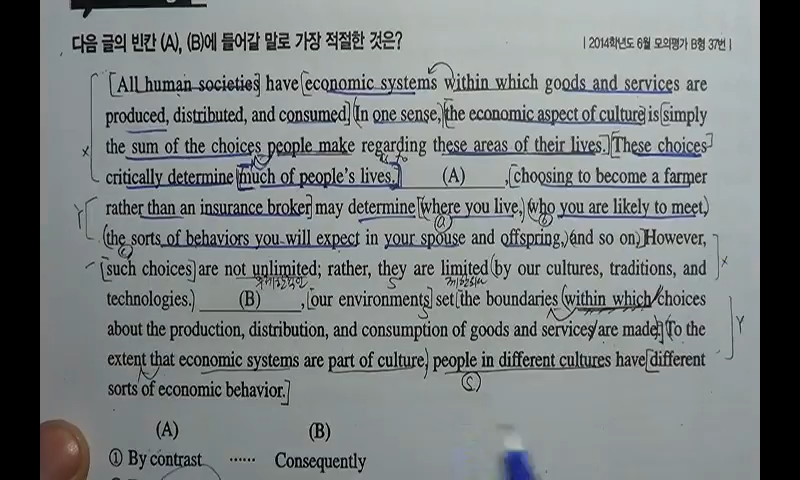 다음 글의 빈칸 (A), (B)에 들어갈 말로 가장 적절한 것은?
| 2014학년도 6월 모의평가 B형 37번 |
All human societies have economic systems within which goods and services are
produced, distributed, and consumed. In one sense, the economic aspect of culture is simply
the sum of the choices people make regarding these areas of their lives. These choices
critically determine much of people's lives. (A) , choosing to become a farmer
rather than an insurance broker may determine where you live, who you are likely to meet,
the sorts of behaviors you will expect in your spouse and offspring, and so on. However,
such choices are not unlimited; rather, they are limited by our cultures, traditions, and
technologies. (B) , our environments set the boundaries within which choices
about the production, distribution, and consumption of goods and services are made. To the
extent that economic systems are part of culture, people in different cultures have different
sorts of economic behavior.
(A) (B)
① By contrast ······ Consequently